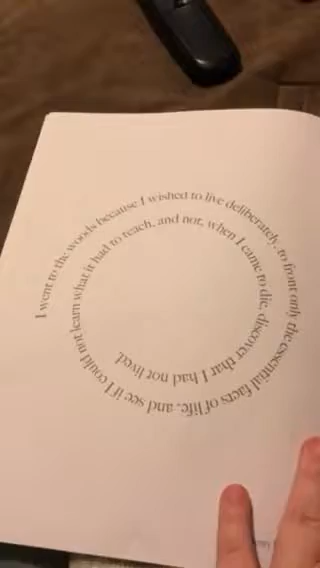 I went to the woods because I wished to live deliberately, to front only the essential facts of life, and see if I could not learn what it had to teach, and not, when I came to die, discover that I had not lived.